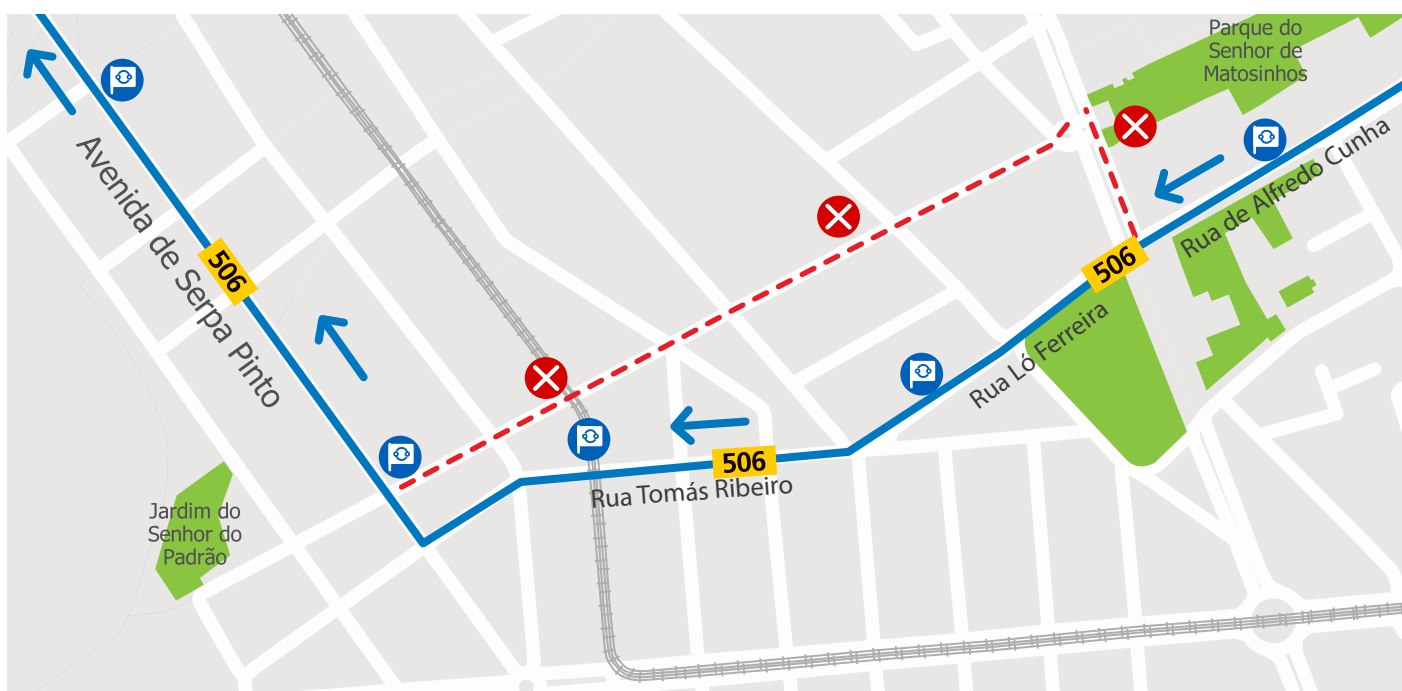 Parque do
Senhor de
Matosinhos
Rua de Alfredo Cunha
Avenida de Serpa Pinto
506
506
Rua Ló Ferreira
506
Rua Tomás Ribeiro
Jardim do
Senhor do
Padrão